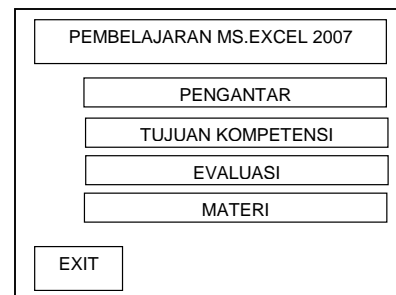 PEMBELAJARAN MS.EXCEL 2007
PENGANTAR
TUJUAN KOMPETENSI
EVALUASI
MATERI
EXIT